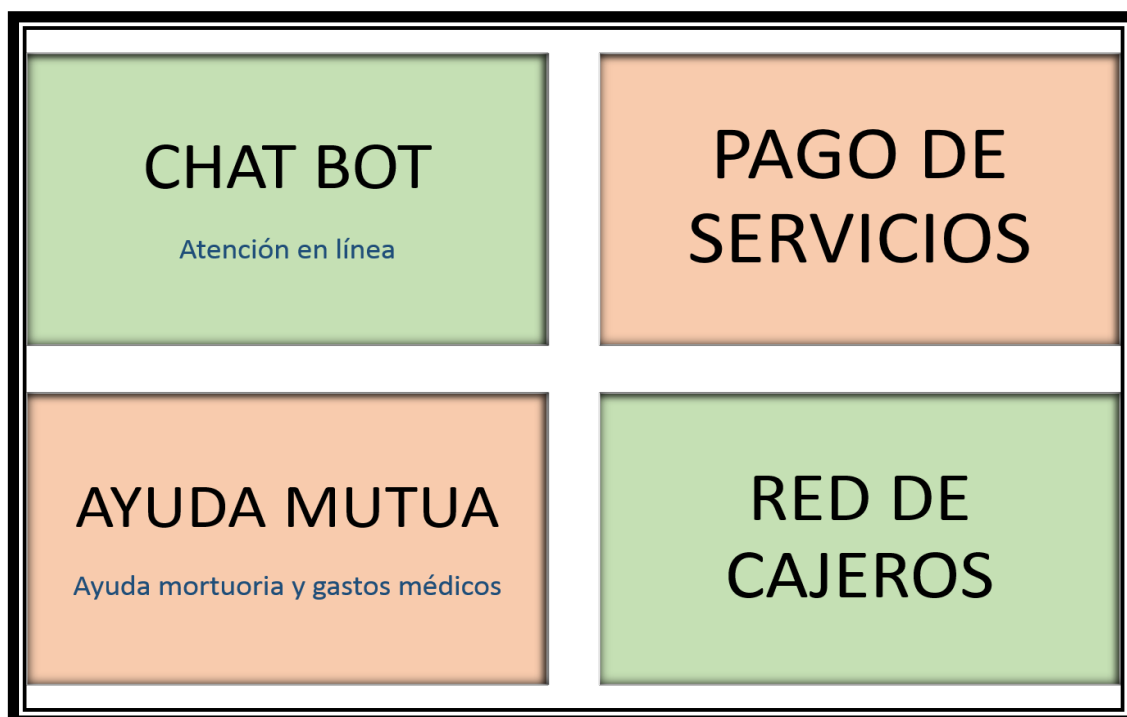 CHAT BOT
Atención en línea
PAGO DE
SERVICIOS
AYUDA MUTUA
Ayuda mortuoria y gastos médicos
RED DE
CAJEROS